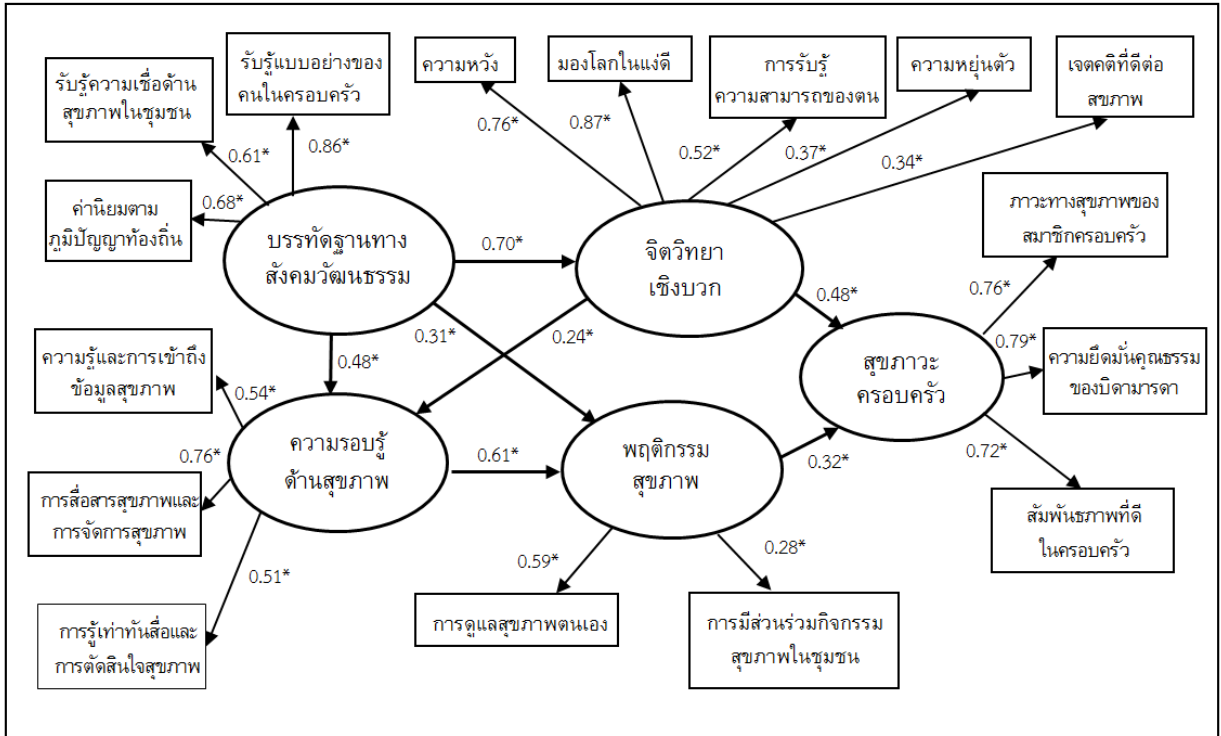 รับรู้ความเชื่อด้าน
สุขภาพในชุมชน
รับรู้แบบอย่างของ
คนในครอบครัว
ความหวัง
มองโลกในแง่ดี
การรับรู้
ความสามารถของตน
ความหยุ่นตัว
เจตคติที่ดีต่อ
สุขภาพ
0.61*
0.86*
0.76*
0.87*
0.52*
0.37*
0.34*
ค่านิยมตาม
ภูมิปัญญาท้องถิ่น
0.68*
บรรทัดฐานทาง
สังคมวัฒนธรรม
0.70*
จิตวิทยา
เชิงบวก
ภาวะทางสุขภาพของ
สมาชิกครอบครัว
0.48*
0.76*
0.31*
0.24*
0.48*
สุขภาวะ
ครอบครัว
0.79*
ความยึดมั่นคุณธรรม
ของบิดามารดา
ความรู้และการเข้าถึง
ข้อมูลสุขภาพ
0.54*
ความรอบรู้
ด้านสุขภาพ
0.61*
พฤติกรรม
สุขภาพ
0.32*
0.72*
0.76*
การสื่อสารสุขภาพและ
การจัดการสุขภาพ
สัมพันธภาพที่ดี
ในครอบครัว
0.51*
0.59*
0.28*
การรู้เท่าทันสื่อและ
การตัดสินใจสุขภาพ
การดูแลสุขภาพตนเอง
การมีส่วนร่วมกิจกรรม
สุขภาพในชุมชน